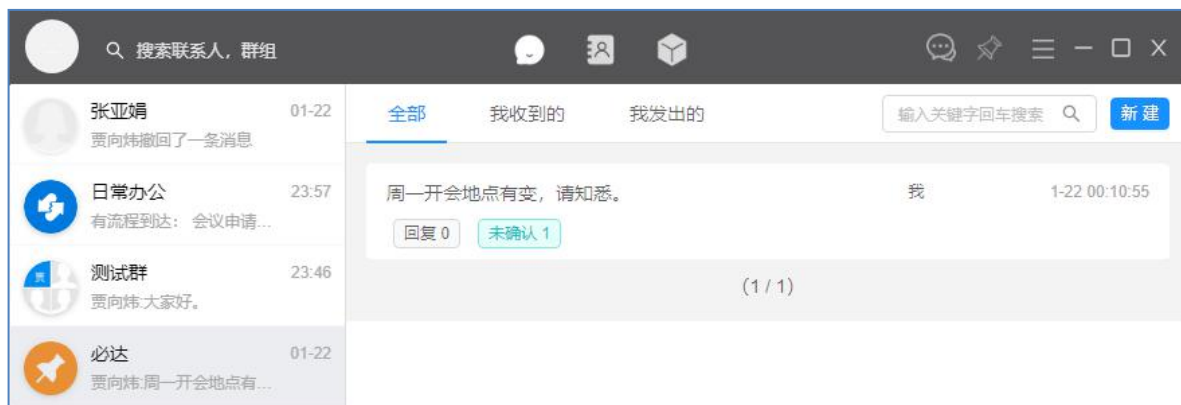 搜索联系人，群组
张亚娟 01-22
贾向炜撤回了一条消息
日常办公 23:57
有流程到达： 会议申请...
测试群 23:46
贾
贾向炜:大家好。
必达 01-22
贾向炜:周一开会地点有...
全部 我收到的 我发出的 输入关键字回车搜索 新建
周一开会地点有变，请知悉。 我 1-22 00:10:55
回复 0 未确认 1
(1 / 1)